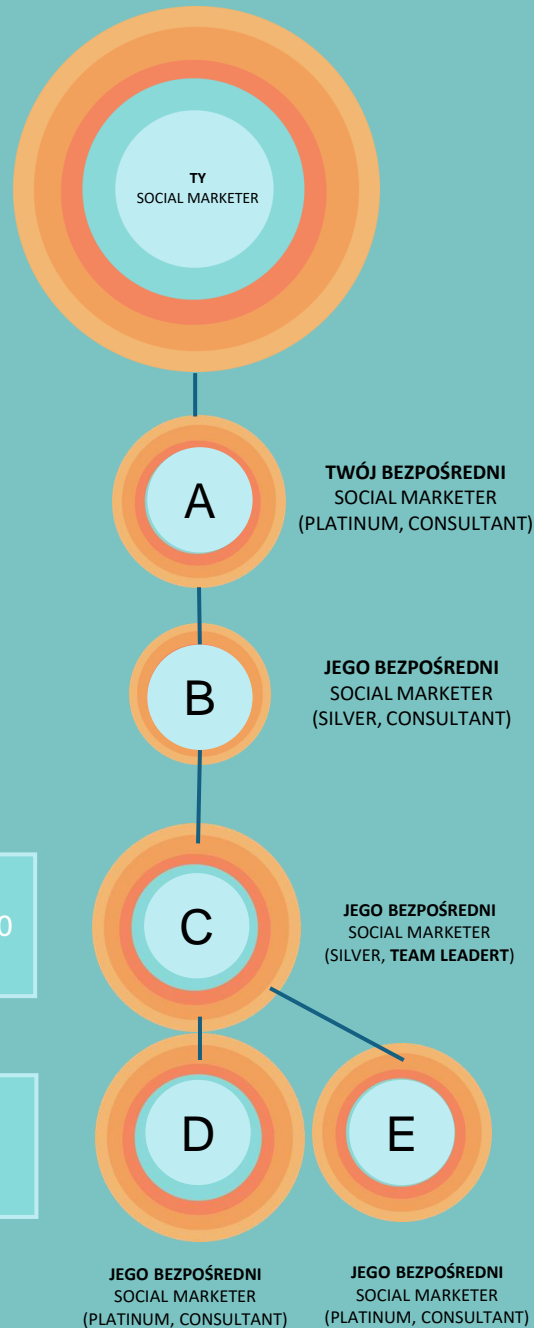 TY
SOCIAL MARKETER
A
TWÓJ BEZPOŚREDNI
SOCIAL MARKETER
(PLATINUM, CONSULTANT)
B
JEGO BEZPOŚREDNI
SOCIAL MARKETER
(SILVER, CONSULTANT)
0
C
JEGO BEZPOŚREDNI
SOCIAL MARKETER
(SILVER, TEAM LEADERT)
D
E
JEGO BEZPOŚREDNI
SOCIAL MARKETER
(PLATINUM, CONSULTANT)
JEGO BEZPOŚREDNI
SOCIAL MARKETER
(PLATINUM, CONSULTANT)